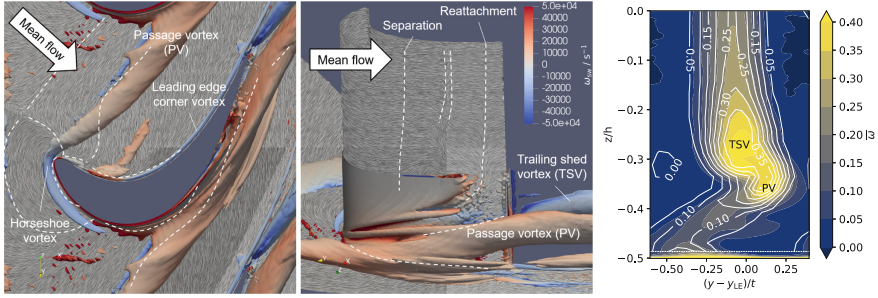 Mean flow
Passage vortex (PV)
Leading edge
corner vortex
Horseshoe
vortex
y
x
Separation
Reattachment
Mean flow
Trailing shed
vortex (TSV)
Passage vortex (PV)
x
5.0e+04
40000
30000
20000
10000
0
-10000
-20000
-30000
-40000
-5.0e+04
ω_sw / s⁻¹
0.0
−0.1
−0.2
−0.3
−0.4
−0.5
z/h
−0.50 −0.25 0.00 0.25
(y − y_LE)/t
0.05
0.15
0.25
0.25
0.15
0.05
0.30
0.35
0.00
0.10
0.10
TSV
PV
0.40
0.35
0.30
0.25
0.20
0.15
0.10
0.05
0.00